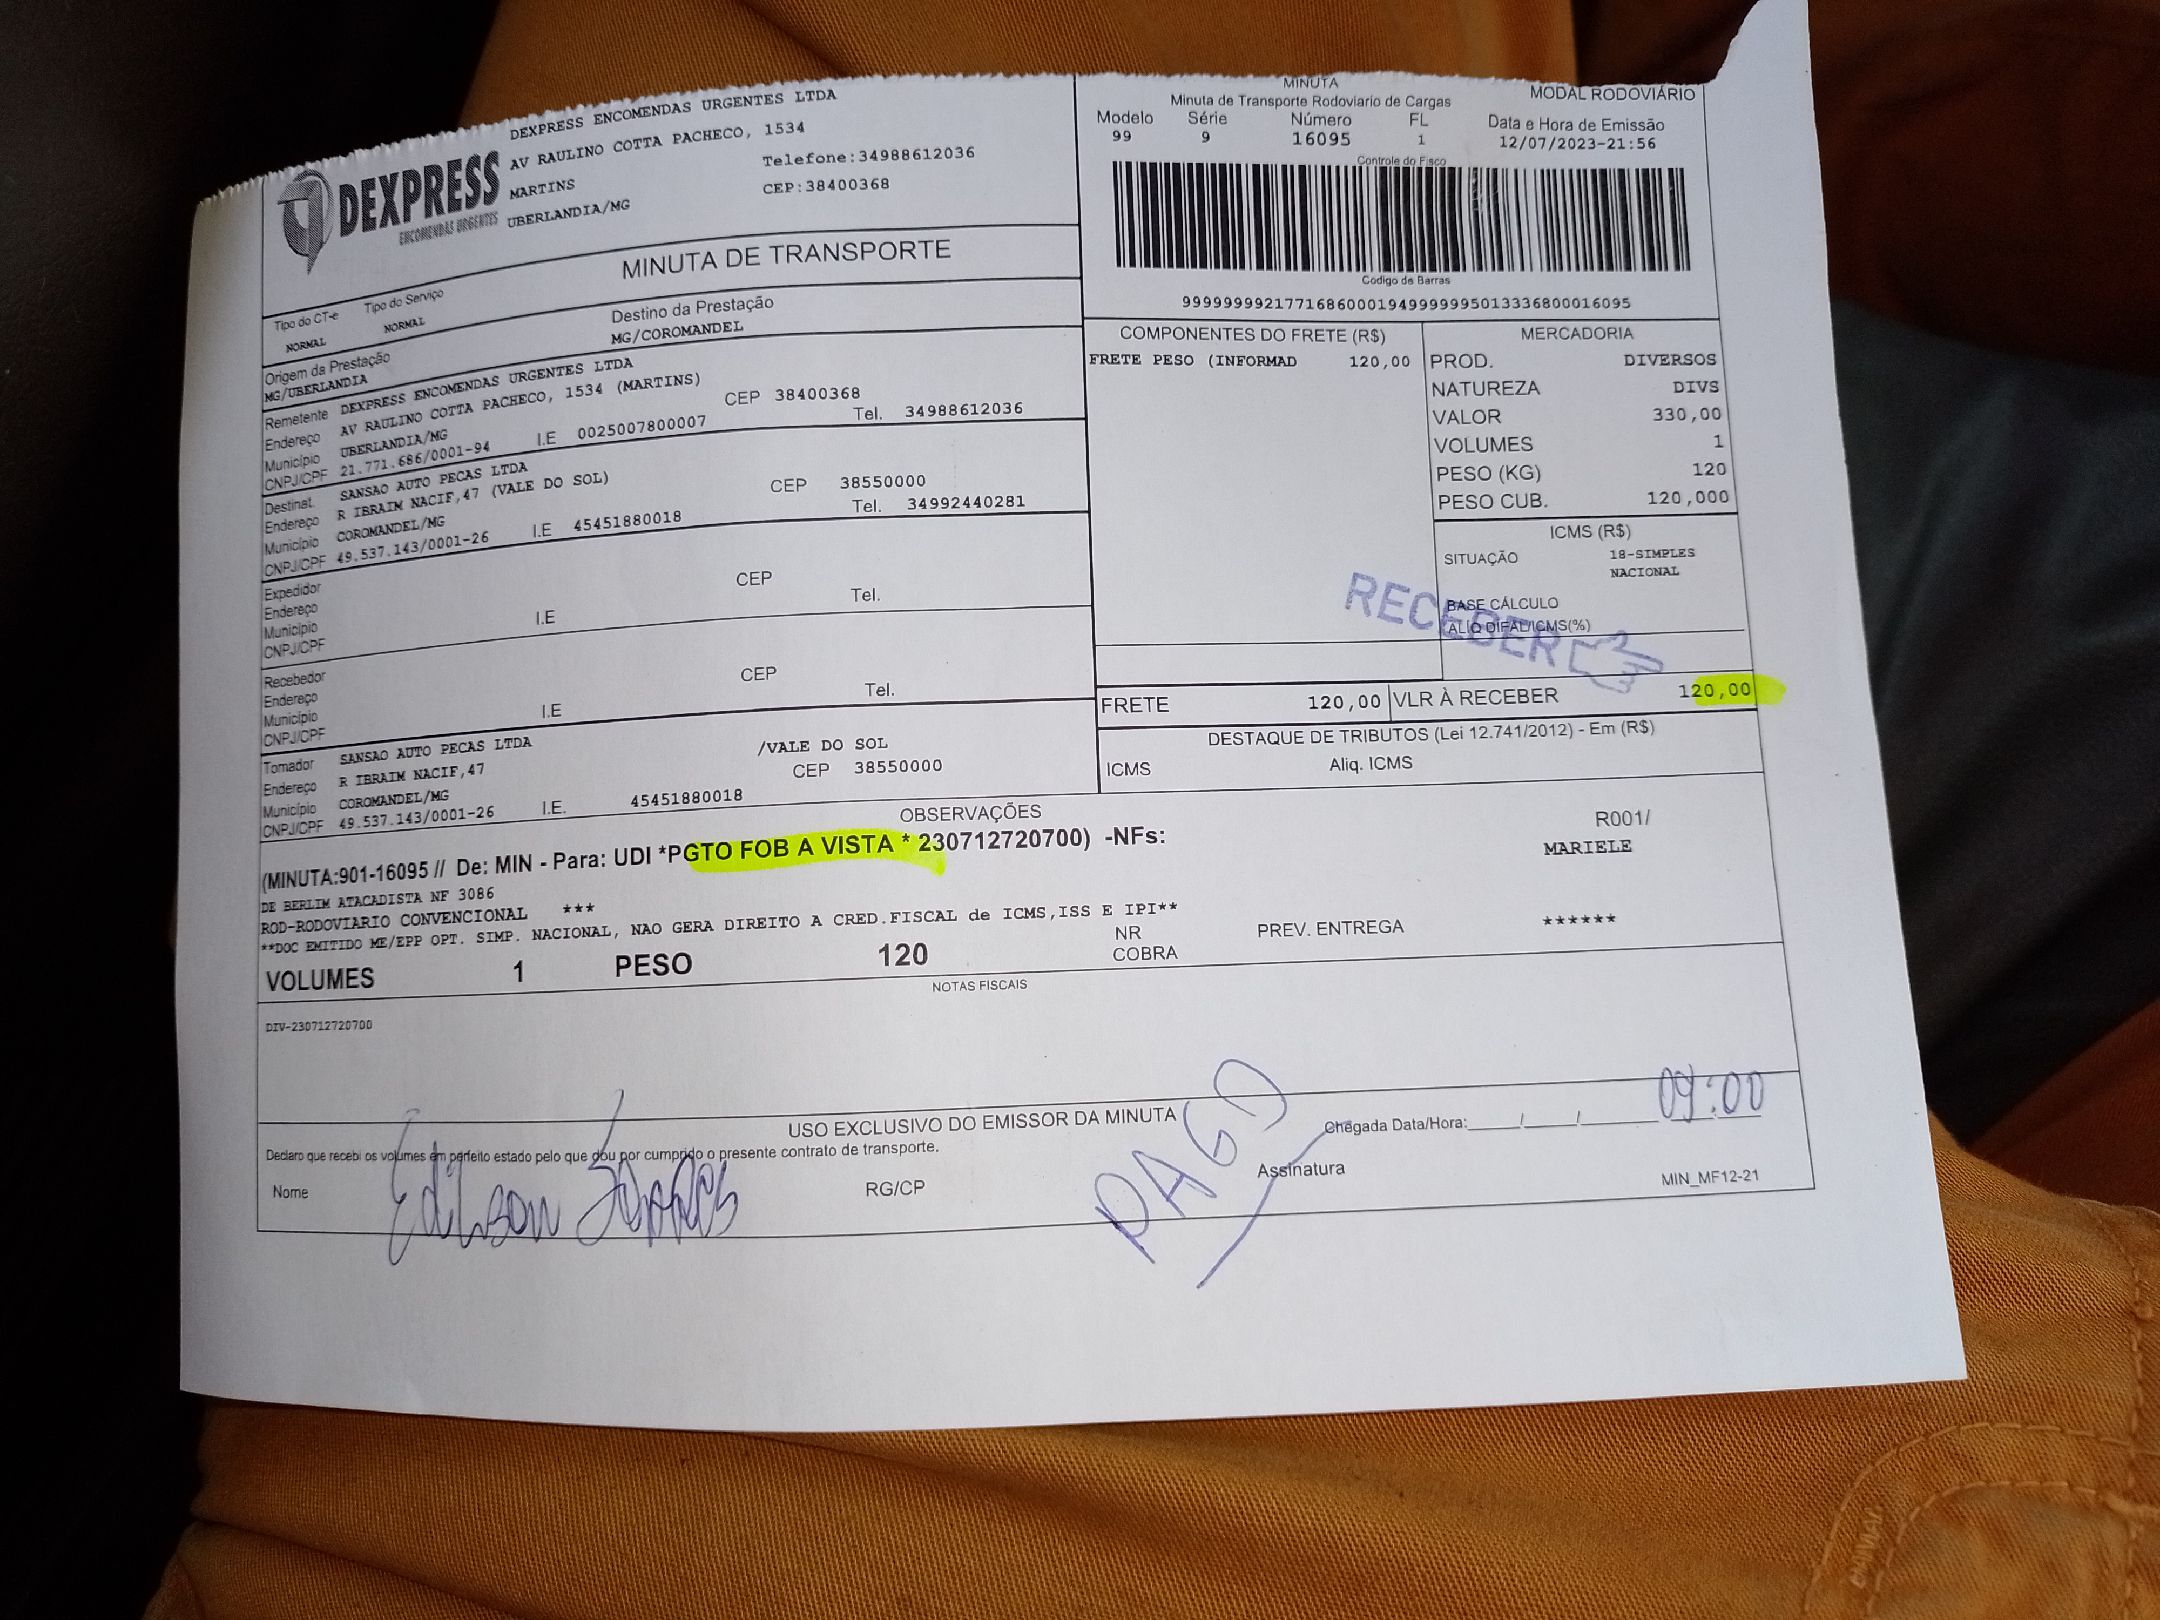 DEXPRESS
ENCOMENDAS URGENTES
DEXPRESS ENCOMENDAS URGENTES LTDA
AV RAULINO COTTA PACHECO, 1534
Telefone:34988612036
MARTINS
CEP:38400368
UBERLANDIA/MG
MINUTA DE TRANSPORTE
MINUTA
MODAL RODOVIÁRIO
Minuta de Transporte Rodoviario de Cargas
Modelo Série Número FL Data e Hora de Emissão
99 9 16095 1 12/07/2023-21:56
Controle do Fisco
Codigo de Barras
Tipo do CT-e Tipo do Serviço
NORMAL NORMAL
Origem da Prestação
MG/UBERLANDIA
Destino da Prestação
MG/COROMANDEL
Remetente DEXPRESS ENCOMENDAS URGENTES LTDA
Endereço AV RAULINO COTTA PACHECO, 1534 (MARTINS)
Município UBERLANDIA/MG CEP 38400368
CNPJ/CPF 21.771.686/0001-94 I.E 0025007800007 Tel. 34988612036
Destinat. SANSAO AUTO PECAS LTDA
Endereço R IBRAIM NACIF,47 (VALE DO SOL)
Município COROMANDEL/MG CEP 38550000
CNPJ/CPF 49.537.143/0001-26 I.E 45451880018 Tel. 34992440281
Expedidor
Endereço
Município CEP
CNPJ/CPF I.E Tel.
Recebedor
Endereço
Município CEP
CNPJ/CPF I.E Tel.
Tomador SANSAO AUTO PECAS LTDA
Endereço R IBRAIM NACIF,47 /VALE DO SOL
Município COROMANDEL/MG CEP 38550000
CNPJ/CPF 49.537.143/0001-26 I.E. 45451880018
COMPONENTES DO FRETE (R$)
FRETE PESO (INFORMAD 120,00
MERCADORIA
PROD. DIVERSOS
NATUREZA DIVS
VALOR 330,00
VOLUMES 1
PESO (KG) 120
PESO CUB. 120,000
ICMS (R$)
SITUAÇÃO 18-SIMPLES
NACIONAL
BASE CÁLCULO
ALIQ DIFAL/ICMS(%)
RECEBER
FRETE 120,00 VLR À RECEBER 120,00
DESTAQUE DE TRIBUTOS (Lei 12.741/2012) - Em (R$)
ICMS Aliq. ICMS
OBSERVAÇÕES
(MINUTA:901-16095 // De: MIN - Para: UDI *PGTO FOB A VISTA * 230712720700) -NFs:
R001/
MARIELE
DE BERLIM ATACADISTA NF 3086
ROD-RODOVIARIO CONVENCIONAL ***
**DOC EMITIDO ME/EPP OPT. SIMP. NACIONAL, NAO GERA DIREITO A CRED.FISCAL de ICMS,ISS E IPI**
VOLUMES 1 PESO 120
NR
COBRA
PREV. ENTREGA ******
NOTAS FISCAIS
DIV-230712720700
USO EXCLUSIVO DO EMISSOR DA MINUTA
Declaro que recebi os volumes em perfeito estado pelo que dou por cumprido o presente contrato de transporte.
Chegada Data/Hora:____/____/____ 09:00
Nome Edilson
RG/CP
PAGO
Assinatura
MIN_MF12-21